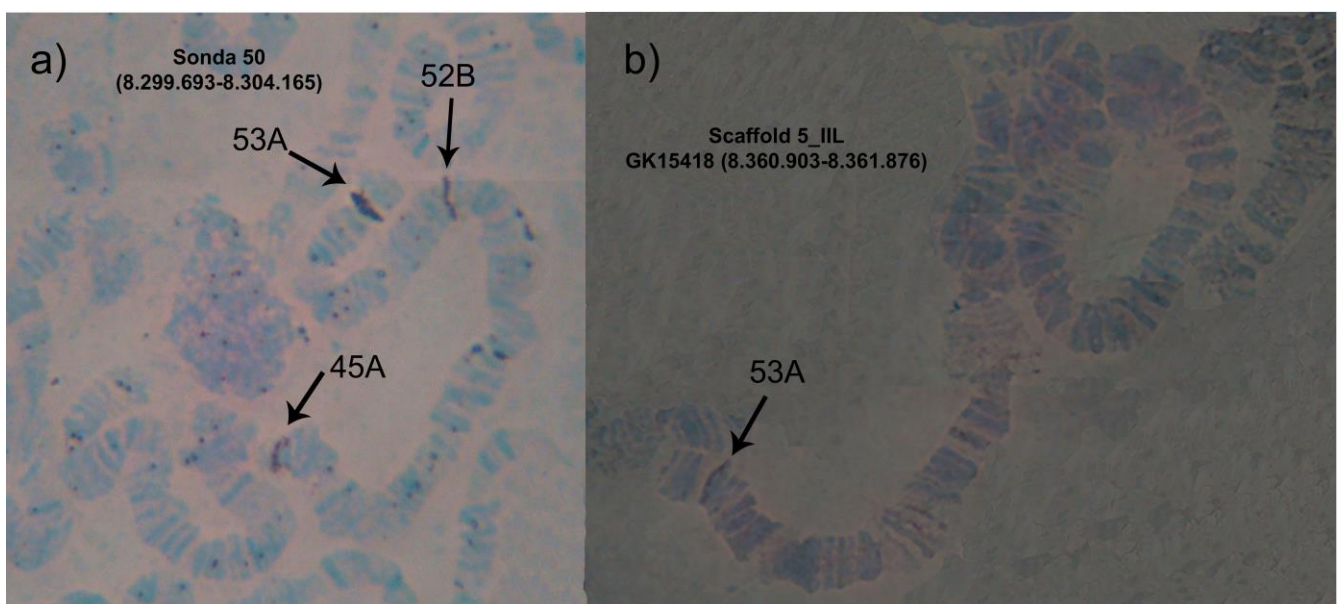 a)
Sonda 50
(8.299.693-8.304.165)
52B
53A
45A
b)
Scaffold 5_IIL
GK15418 (8.360.903-8.361.876)
53A